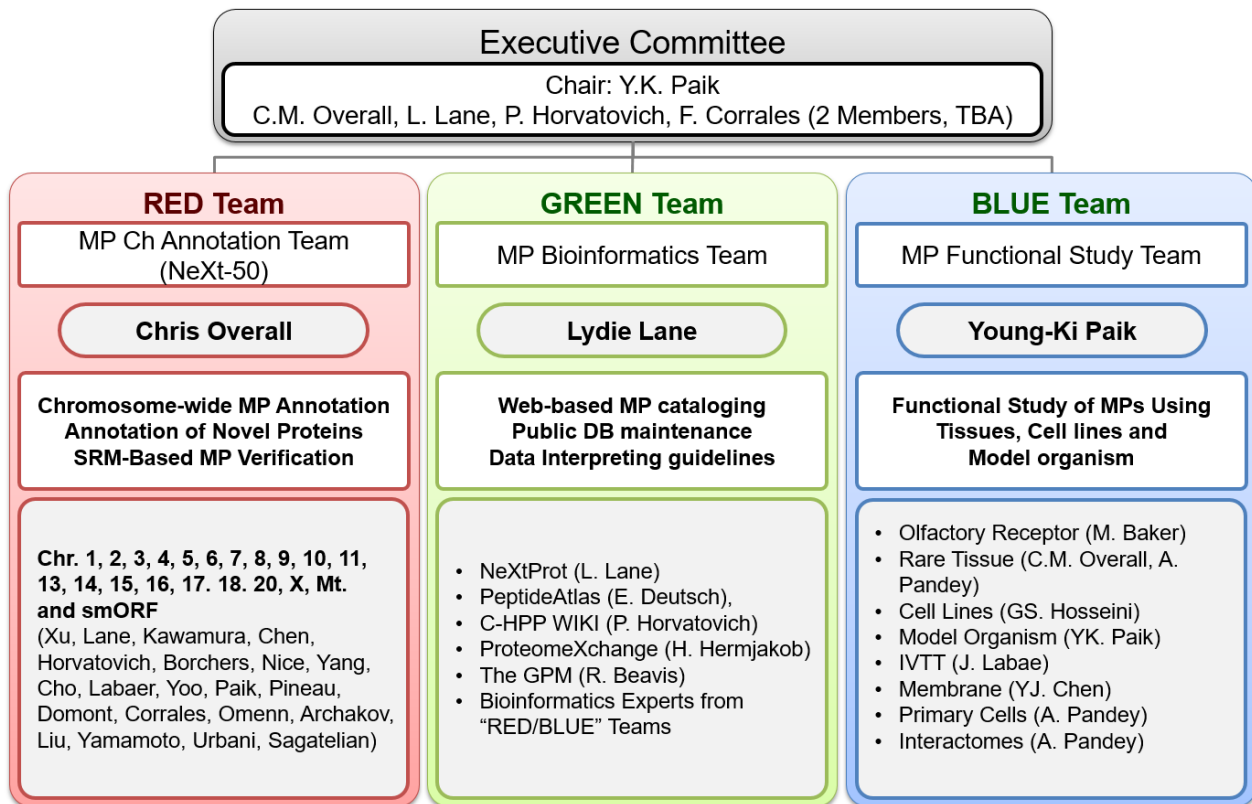 Executive Committee
Chair: Y.K. Paik
C.M. Overall, L. Lane, P. Horvatovich, F. Corrales (2 Members, TBA)
RED Team
MP Ch Annotation Team
(NeXt-50)
Chris Overall
Chromosome-wide MP Annotation
Annotation of Novel Proteins
SRM-Based MP Verification
Chr. 1, 2, 3, 4, 5, 6, 7, 8, 9, 10, 11,
13, 14, 15, 16, 17. 18. 20, X, Mt.
and smORF
(Xu, Lane, Kawamura, Chen,
Horvatovich, Borchers, Nice, Yang,
Cho, Labaer, Yoo, Paik, Pineau,
Domont, Corrales, Omenn, Archakov,
Liu, Yamamoto, Urbani, Sagatelian)
GREEN Team
MP Bioinformatics Team
Lydie Lane
Web-based MP cataloging
Public DB maintenance
Data Interpreting guidelines
• NeXtProt (L. Lane)
• PeptideAtlas (E. Deutsch),
• C-HPP WIKI (P. Horvatovich)
• ProteomeXchange (H. Hermjakob)
• The GPM (R. Beavis)
• Bioinformatics Experts from
“RED/BLUE” Teams
BLUE Team
MP Functional Study Team
Young-Ki Paik
Functional Study of MPs Using
Tissues, Cell lines and
Model organism
• Olfactory Receptor (M. Baker)
• Rare Tissue (C.M. Overall, A.
Pandey)
• Cell Lines (GS. Hosseini)
• Model Organism (YK. Paik)
• IVTT (J. Labae)
• Membrane (YJ. Chen)
• Primary Cells (A. Pandey)
• Interactomes (A. Pandey)